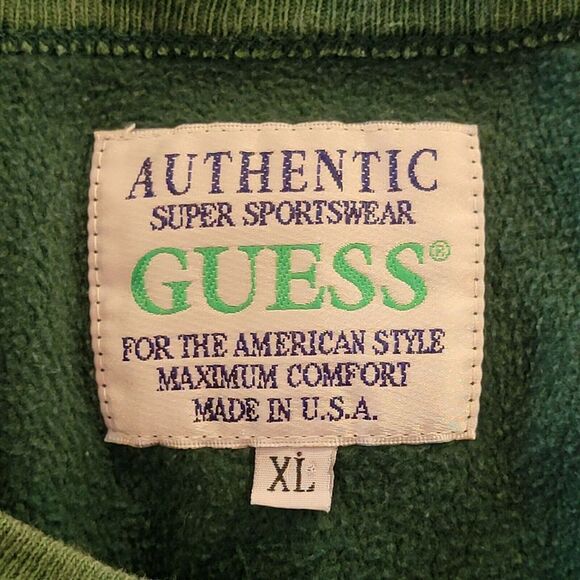 AUTHENTIC
SUPER SPORTSWEAR
GUESS®
FOR THE AMERICAN STYLE
MAXIMUM COMFORT
MADE IN U.S.A.
XL